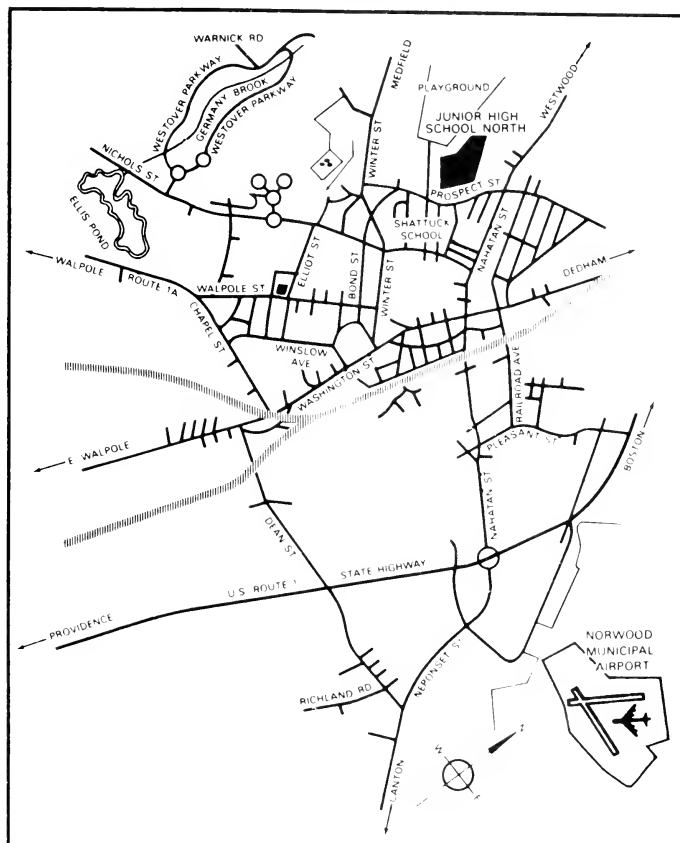 WARNICK RD
WESTOVER PARKWAY
GERMANY BROOK
WESTOVER PARKWAY
MEDFIELD
WINTER ST
PLAYGROUND
WESTWOOD
JUNIOR HIGH
SCHOOL NORTH
NICHOLS ST
ELLIS POND
PROSPECT ST
SHATTUCK
SCHOOL
NAHATAN ST
ELLIOT ST
BOND ST
WINTER ST
DEDHAM
WALPOLE
ROUTE 1A
WALPOLE ST
CHAPEL ST
WINSLOW
AVE
WASHINGTON ST
RAILROAD AVE
PLEASANT ST
BOSTON
E WALPOLE
DEAN ST
NAHATAN ST
STATE HIGHWAY
U.S. ROUTE 1
PROVIDENCE
NORWOOD
MUNICIPAL
AIRPORT
NEPONSET ST
RICHLAND RD
CANTON